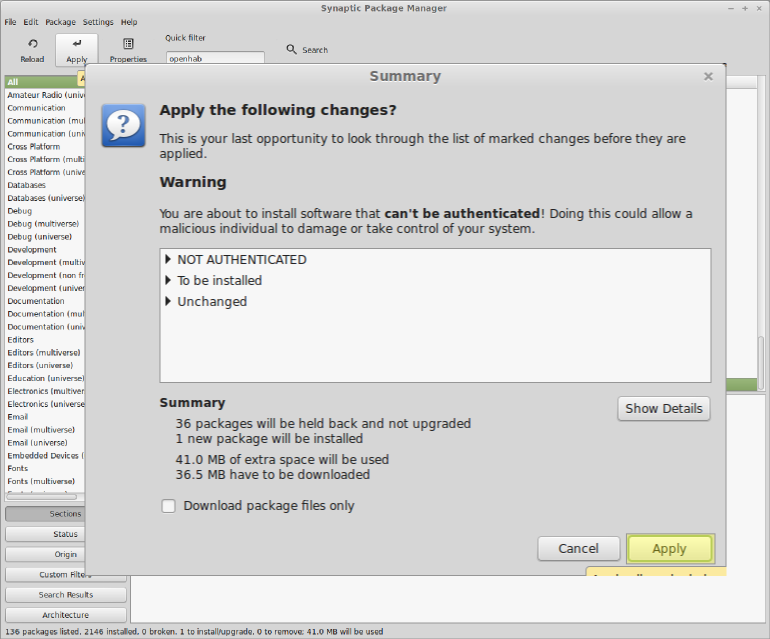 Synaptic Package Manager
File Edit Package Settings Help
Reload
Apply
Properties
Quick filter
openhab
Search
All
Amateur Radio (univ
Communication
Communication (mul
Communication (univ
Cross Platform
Cross Platform (multi
Cross Platform (unive
Databases
Databases (universe)
Debug
Debug (multiverse)
Debug (universe)
Development
Development (multiv
Development (non fr
Development (univer
Documentation
Documentation (mul
Documentation (univ
Editors
Editors (multiverse)
Editors (universe)
Education (universe)
Electronics (multiver
Electronics (universe
Email
Email (multiverse)
Email (universe)
Embedded Devices (
Fonts
Fonts (multiverse)
Sections
Status
Origin
Custom Filters
Search Results
Architecture
Summary
Apply the following changes?
This is your last opportunity to look through the list of marked changes before they are
applied.
Warning
You are about to install software that can't be authenticated! Doing this could allow a
malicious individual to damage or take control of your system.
NOT AUTHENTICATED
To be installed
Unchanged
Summary
Show Details
36 packages will be held back and not upgraded
1 new package will be installed
41.0 MB of extra space will be used
36.5 MB have to be downloaded
Download package files only
Cancel
Apply
136 packages listed, 2146 installed, 0 broken. 1 to install/upgrade, 0 to remove; 41.0 MB will be used